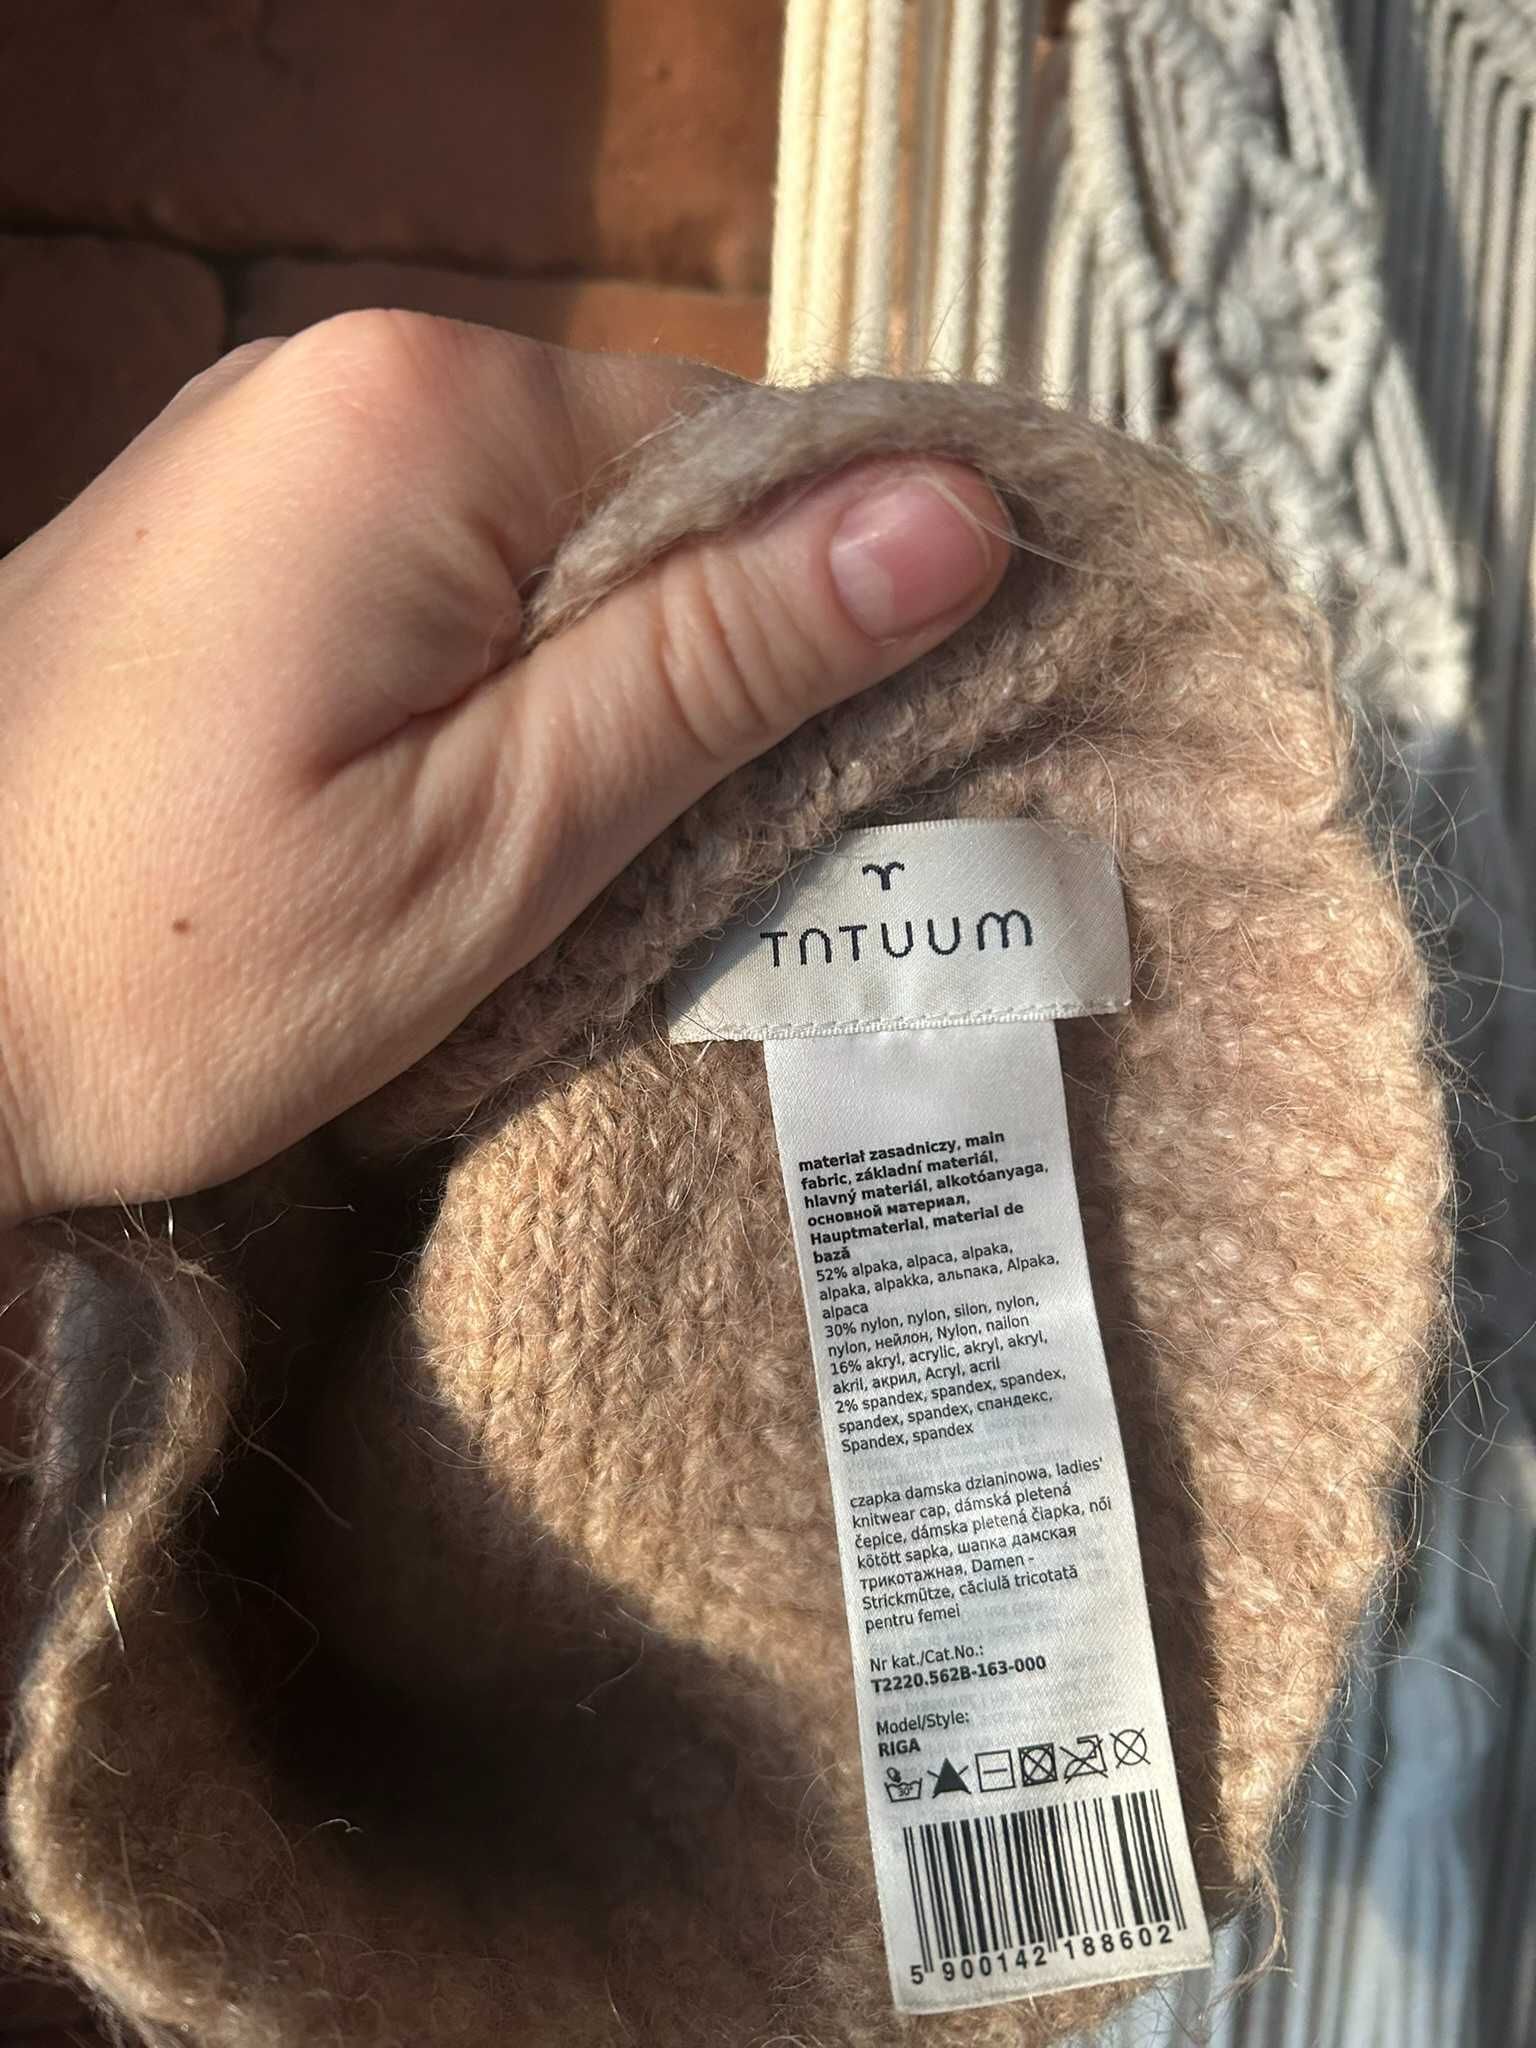 TATUUM
materiał zasadniczy, main
fabric, základní materiál,
hlavný materiál, alkotóanyaga,
основной материал,
Hauptmaterial, material de
bază
52% alpaka, alpaca, alpaka,
alpaka, alpakka, альпака, Alpaka,
alpaca
30% nylon, nylon, silon, nylon,
nylon, нейлон, Nylon, nailon
16% akryl, acrylic, akryl, akryl,
akril, акрил, Acryl, acril
2% spandex, spandex, spandex,
spandex, spandex, спандекс,
Spandex, spandex
czapka damska dzianinowa, ladies'
knitwear cap, dámská pletená
čepice, dámska pletená čiapka, női
kötött sapka, шапка дамская
трикотажная, Damen -
Strickmütze, căciulă tricotată
pentru femei
Nr kat./Cat.No.:
T2220.562B-163-000
Model/Style:
RIGA
30°
5 900142 188602